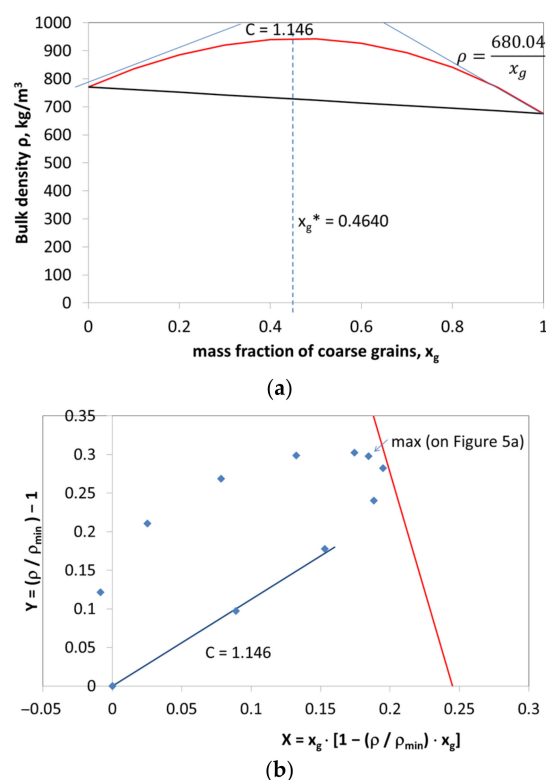 1000
900
800
700
600
500
400
300
200
100
0
Bulk density ρ, kg/m³
C = 1.146
ρ = 680.04 / x_g
x_g* = 0.4640
0 0.2 0.4 0.6 0.8 1
mass fraction of coarse grains, x_g
(a)
0.35
0.3
0.25
0.2
0.15
0.1
0.05
0
Y = (ρ / ρ_min) − 1
max (on Figure 5a)
C = 1.146
−0.05 0 0.05 0.1 0.15 0.2 0.25 0.3
X = x_g · [1 − (ρ / ρ_min) · x_g]
(b)